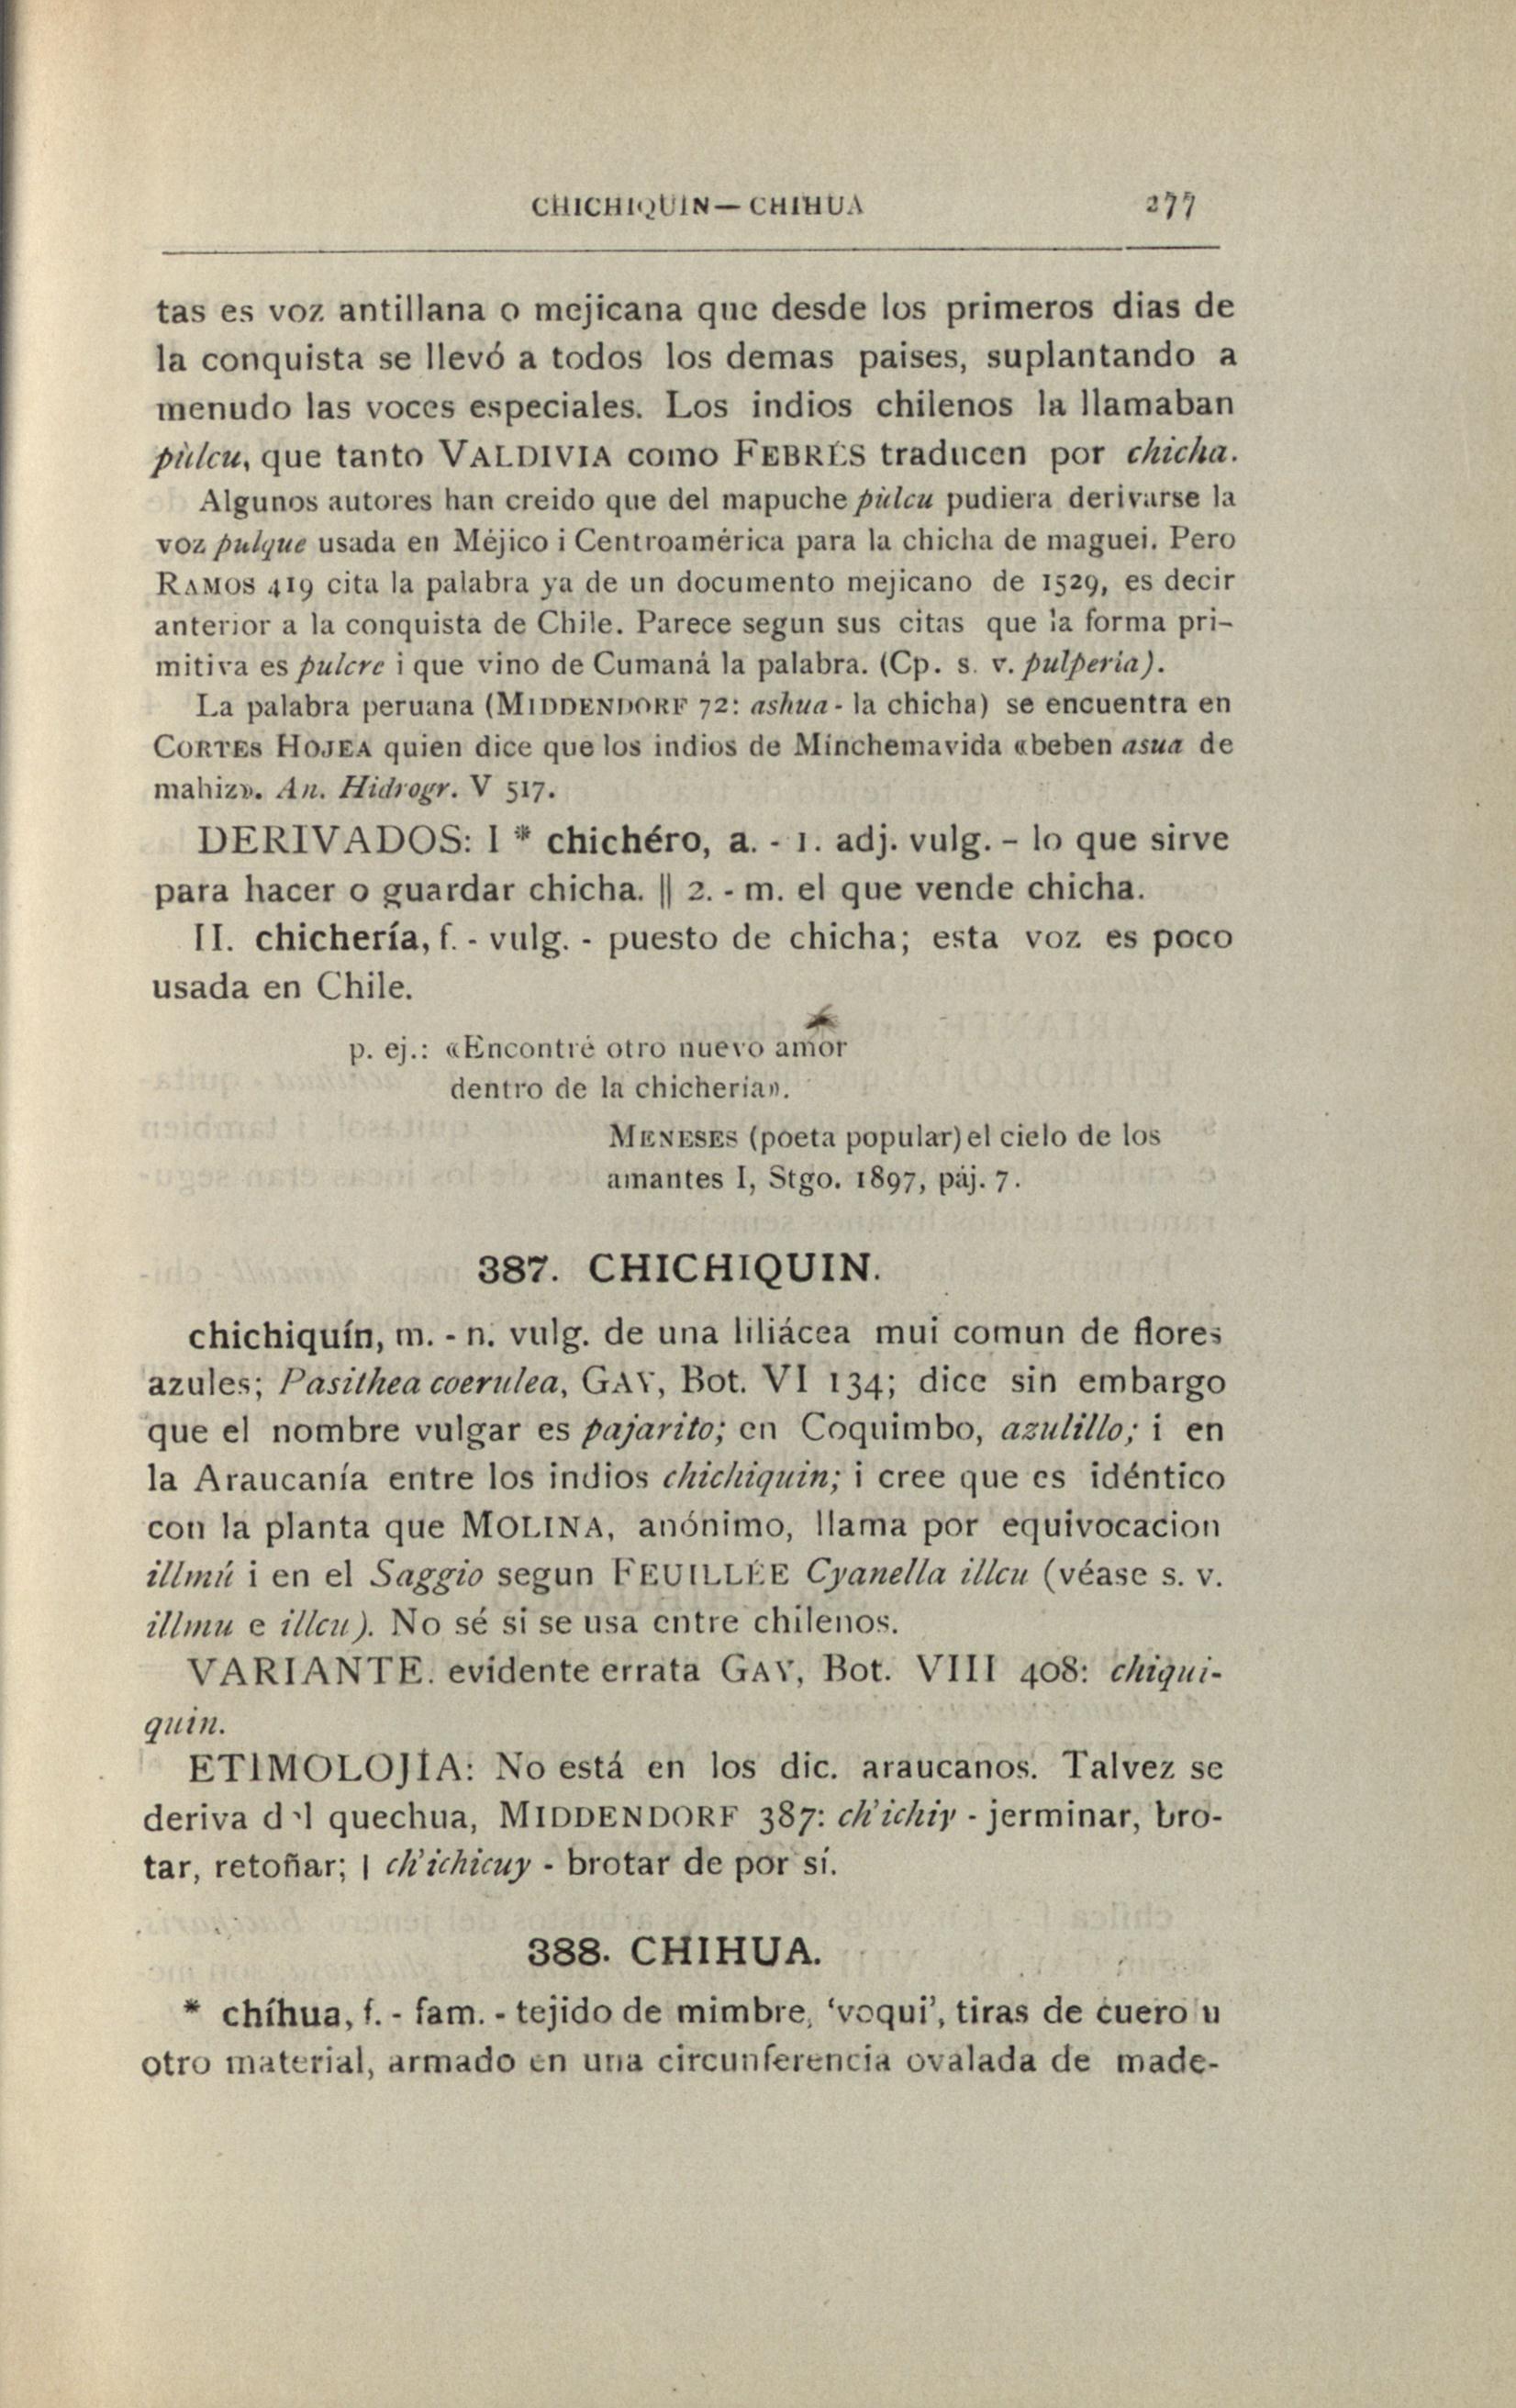 CHICHIQUIN—CHIHUA 277
tas es voz antillana o mejicana que desde los primeros dias de
la conquista se llevó a todos los demas paises, suplantando a
menudo las voces especiales. Los indios chilenos la llamaban
púlcu, que tanto VALDIVIA como FEBRÉS traducen por chicha.
Algunos autores han creido que del mapuche púlcu pudiera derivarse la
voz pulque usada en Méjico i Centroamérica para la chicha de maguei. Pero
RAMOS 419 cita la palabra ya de un documento mejicano de 1529, es decir
anterior a la conquista de Chile. Parece segun sus citas que la forma pri-
mitiva es pulcre i que vino de Cumaná la palabra. (Cp. s. v. pulpería).
La palabra peruana (MIDDENDORF 72: ashua - la chicha) se encuentra en
CORTES HOJEA quien dice que los indios de Minchemavida «beben asua de
mahiz». An. Hidrogr. V 517.
DERIVADOS: I * chichéro, a. - 1. adj. vulg. - lo que sirve
para hacer o guardar chicha. || 2. - m. el que vende chicha.
II. chichería, f. - vulg. - puesto de chicha; esta voz es poco
usada en Chile.
p. ej.: «Encontré otro nuevo amor
dentro de la chicheria».
MENESES (poeta popular) el cielo de los
amantes I, Stgo. 1897, páj. 7.
387. CHICHIQUIN.
chichiquín, m. - n. vulg. de una liliácea mui comun de flores
azules; Pasithea coerulea, GAY, Bot. VI 134; dice sin embargo
que el nombre vulgar es pajarito; en Coquimbo, azulillo; i en
la Araucanía entre los indios chichiquin; i cree que es idéntico
con la planta que MOLINA, anónimo, llama por equivocacion
illmú i en el Saggio segun FEUILLÉE Cyanella illcu (véase s. v.
illmu e illcu). No sé si se usa entre chilenos.
VARIANTE. evidente errata GAY, Bot. VIII 408: chiqui-
quin.
ETIMOLOJÍA: No está en los dic. araucanos. Talvez se
deriva d l quechua, MIDDENDORF 387: ch'ichiy - jerminar, bro-
tar, retoñar; | ch'ichicuy - brotar de por sí.
388. CHIHUA.
* chíhua, f. - fam. - tejido de mimbre, ‘voqui’, tiras de cuero u
otro material, armado en una circunferencia ovalada de made-